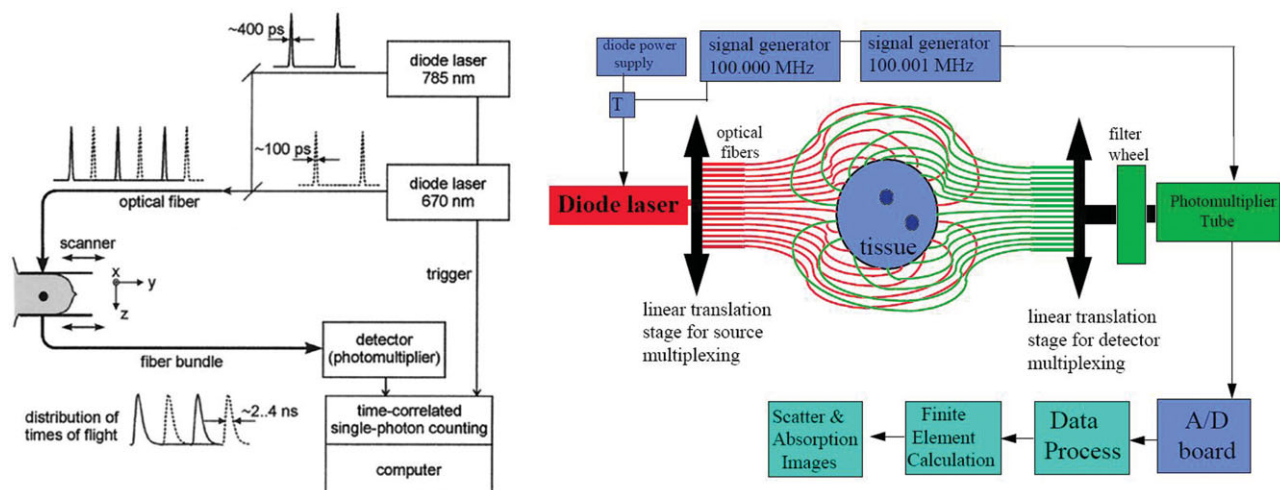 ~400 ps
diode laser
785 nm
~100 ps
diode laser
670 nm
optical fiber
scanner
x
y
z
trigger
fiber bundle
detector
(photomultiplier)
distribution of
times of flight
~2..4 ns
time-correlated
single-photon counting
computer
diode power
supply
signal generator
100.000 MHz
signal generator
100.001 MHz
T
optical
fibers
filter
wheel
Diode laser
tissue
Photomultiplier
Tube
linear translation
stage for source
multiplexing
linear translation
stage for detector
multiplexing
Scatter &
Absorption
Images
Finite
Element
Calculation
Data
Process
A/D
board